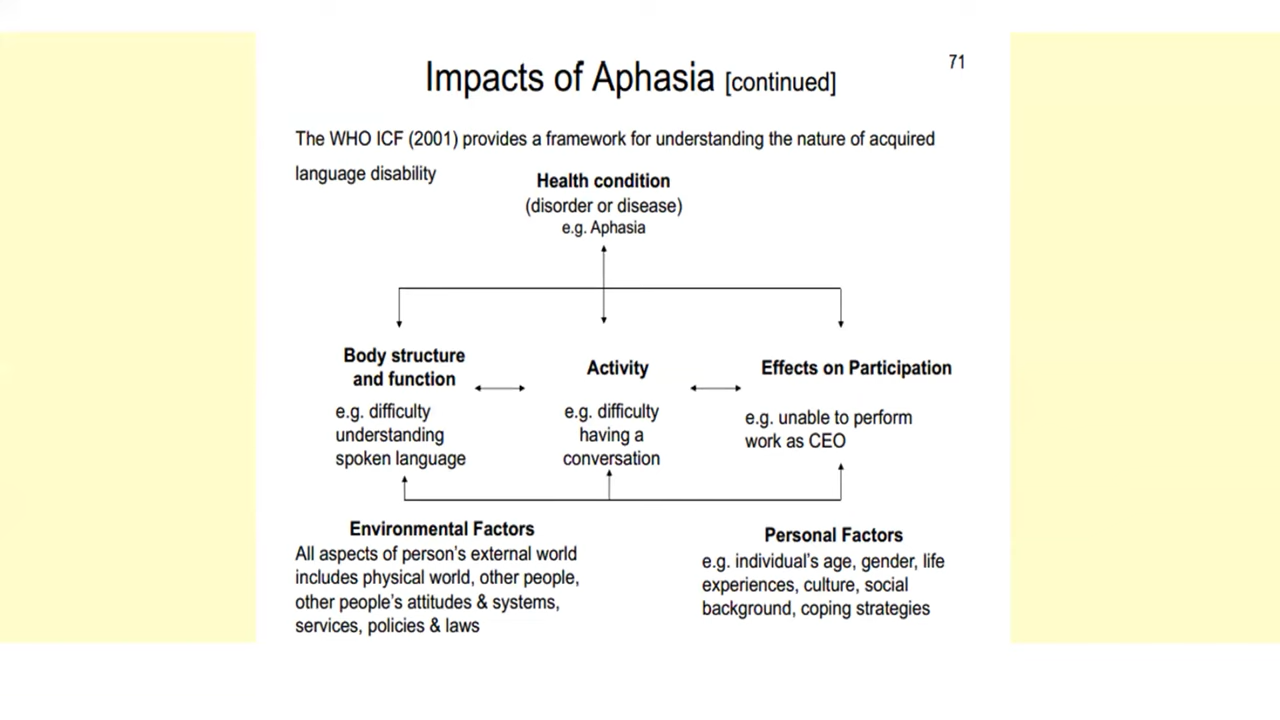 71
Impacts of Aphasia [continued]
The WHO ICF (2001) provides a framework for understanding the nature of acquired
language disability
Health condition
(disorder or disease)
e.g. Aphasia
Body structure
and function
e.g. difficulty
understanding
spoken language
Activity
e.g. difficulty
having a
conversation
Effects on Participation
e.g. unable to perform
work as CEO
Environmental Factors
All aspects of person's external world
includes physical world, other people,
other people's attitudes & systems,
services, policies & laws
Personal Factors
e.g. individual's age, gender, life
experiences, culture, social
background, coping strategies